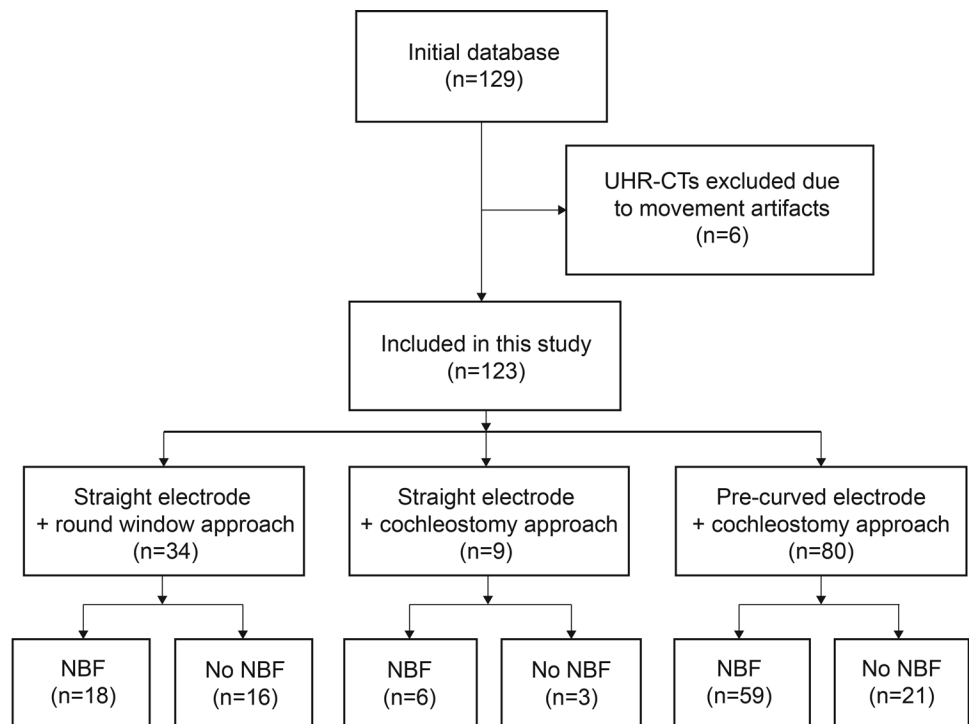 Initial database
(n=129)
UHR-CTs excluded due
to movement artifacts
(n=6)
Included in this study
(n=123)
Straight electrode
+ round window approach
(n=34)
Straight electrode
+ cochleostomy approach
(n=9)
Pre-curved electrode
+ cochleostomy approach
(n=80)
NBF
(n=18)
No NBF
(n=16)
NBF
(n=6)
No NBF
(n=3)
NBF
(n=59)
No NBF
(n=21)